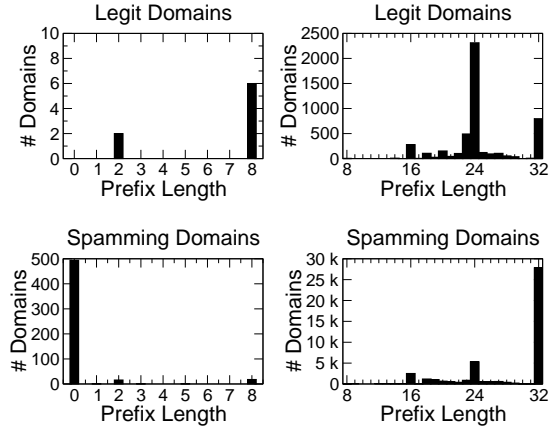 Legit Domains
10
8
6
4
2
0
# Domains
0 1 2 3 4 5 6 7 8
Prefix Length
Legit Domains
2500
2000
1500
1000
500
0
# Domains
8 16 24 32
Prefix Length
Spamming Domains
500
400
300
200
100
0
# Domains
0 1 2 3 4 5 6 7 8
Prefix Length
Spamming Domains
30 k
25 k
20 k
15 k
10 k
5 k
0
# Domains
8 16 24 32
Prefix Length